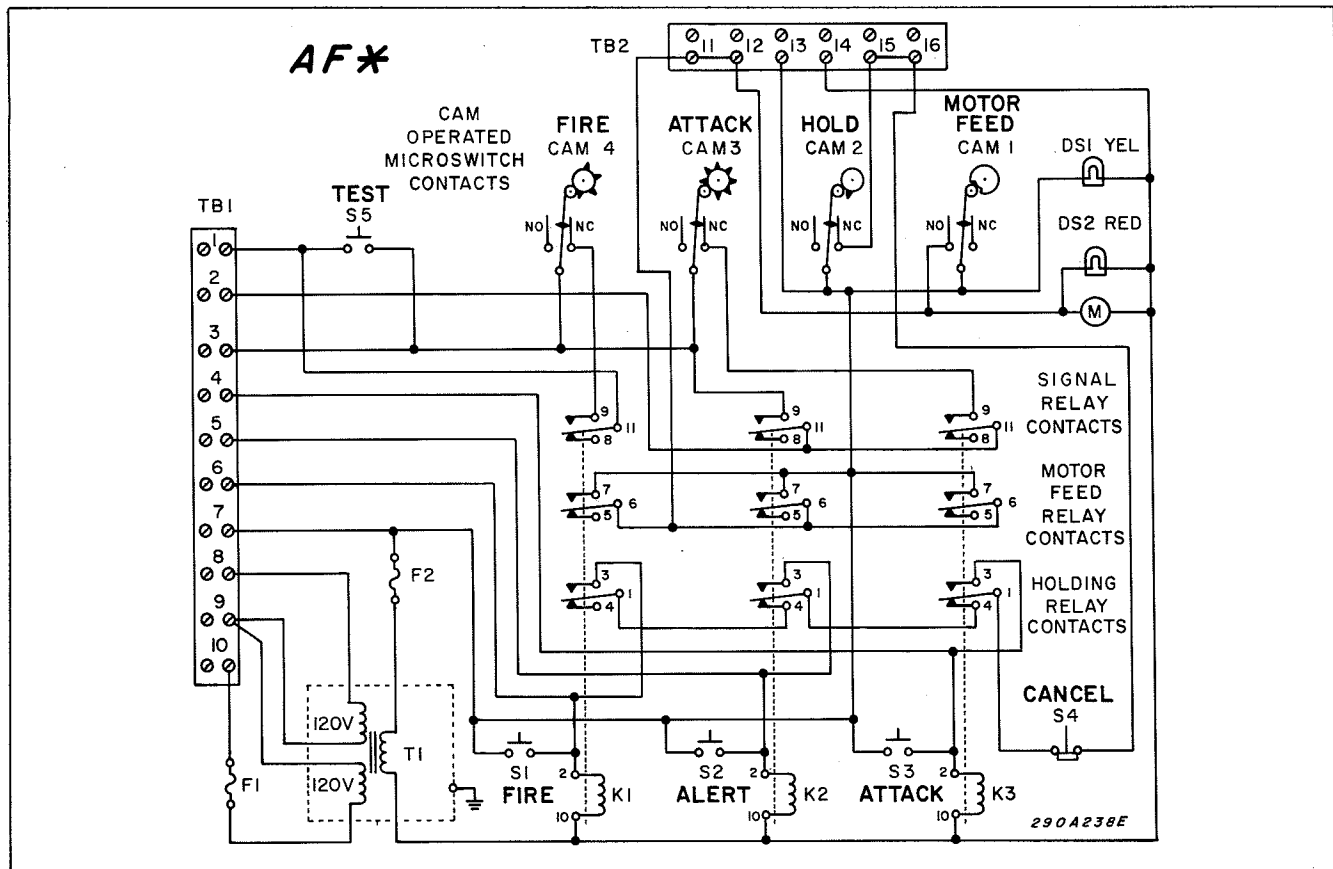 AF*
TB2
11 12 13 14 15 16
CAM
OPERATED
MICROSWITCH
CONTACTS
FIRE
CAM 4
ATTACK
CAM 3
HOLD
CAM 2
MOTOR
FEED
CAM 1
DS1 YEL
DS2 RED
M
NO NC
NO NC
NO NC
NO NC
TEST
S5
TB1
1
2
3
4
5
6
7
8
9
10
SIGNAL
RELAY
CONTACTS
9
11
8
9
11
8
9
11
8
MOTOR
FEED
RELAY
CONTACTS
7
6
5
7
6
5
7
6
5
HOLDING
RELAY
CONTACTS
3
1
4
3
1
4
3
1
4
F2
F1
120V
120V
T1
S1
FIRE
2
K1
10
S2
ALERT
2
K2
10
S3
ATTACK
2
K3
10
CANCEL
S4
290A238E